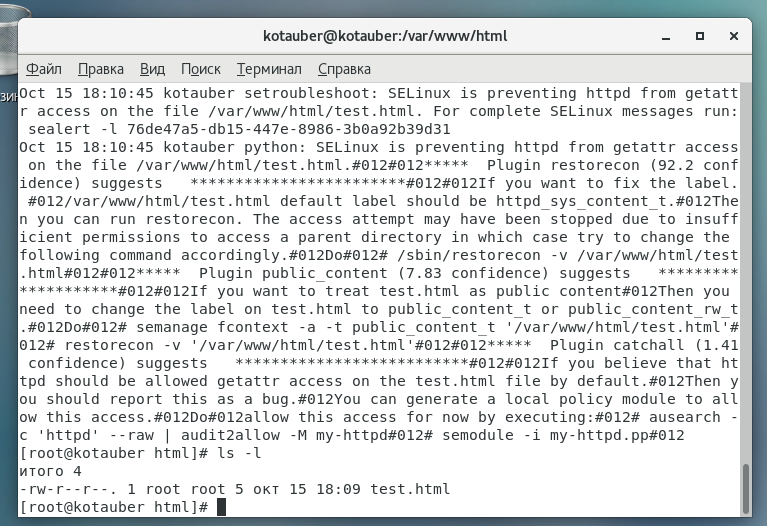 kotauber@kotauber:/var/www/html
Файл Правка Вид Поиск Терминал Справка
Oct 15 18:10:45 kotauber setroubleshoot: SELinux is preventing httpd from getatt
r access on the file /var/www/html/test.html. For complete SELinux messages run:
 sealert -l 76de47a5-db15-447e-8986-3b0a92b39d31
Oct 15 18:10:45 kotauber python: SELinux is preventing httpd from getattr access
 on the file /var/www/html/test.html.#012#012*****  Plugin restorecon (92.2 conf
idence) suggests   ************************#012#012If you want to fix the label.
 #012/var/www/html/test.html default label should be httpd_sys_content_t.#012The
n you can run restorecon. The access attempt may have been stopped due to insuff
icient permissions to access a parent directory in which case try to change the
following command accordingly.#012Do#012# /sbin/restorecon -v /var/www/html/test
.html#012#012*****  Plugin public_content (7.83 confidence) suggests   *********
*******************#012#012If you want to treat test.html as public content#012Then you
need to change the label on test.html to public_content_t or public_content_rw_t
.#012Do#012# semanage fcontext -a -t public_content_t '/var/www/html/test.html'#
012# restorecon -v '/var/www/html/test.html'#012#012*****  Plugin catchall (1.41
 confidence) suggests   **************************#012#012If you believe that ht
tpd should be allowed getattr access on the test.html file by default.#012Then y
ou should report this as a bug.#012You can generate a local policy module to all
ow this access.#012Do#012allow this access for now by executing:#012# ausearch -
c 'httpd' --raw | audit2allow -M my-httpd#012# semodule -i my-httpd.pp#012
[root@kotauber html]# ls -l
итого 4
-rw-r--r--. 1 root root 5 окт 15 18:09 test.html
[root@kotauber html]#